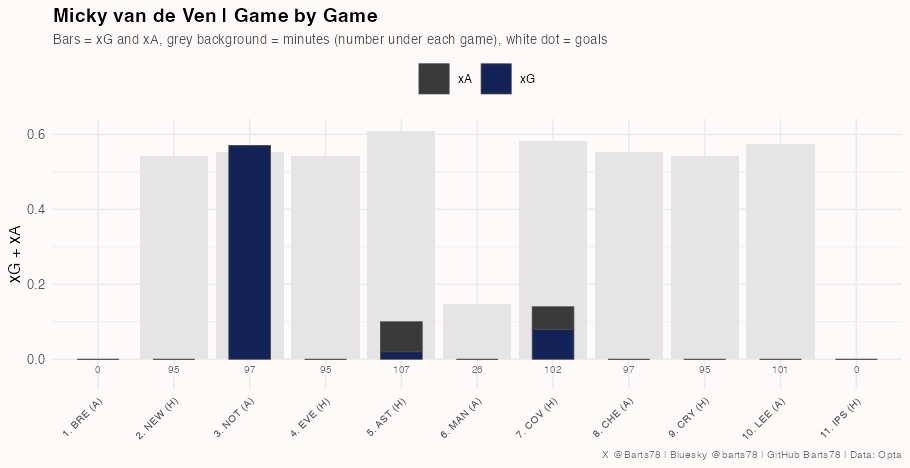 Micky van de Ven | Game by Game
Bars = xG and xA, grey background = minutes (number under each game), white dot = goals
xA xG
xG + xA
0.6
0.4
0.2
0.0
0 95 97 95 107 26 102 97 95 101 0
1. BRE (A) 2. NEW (H) 3. NOT (A) 4. EVE (H) 5. AST (H) 6. MAN (A) 7. COV (H) 8. CHE (A) 9. CRY (H) 10. LEE (A) 11. IPS (H)
X @Barts78 | Bluesky @barts78 | GitHub Barts78 | Data: Opta